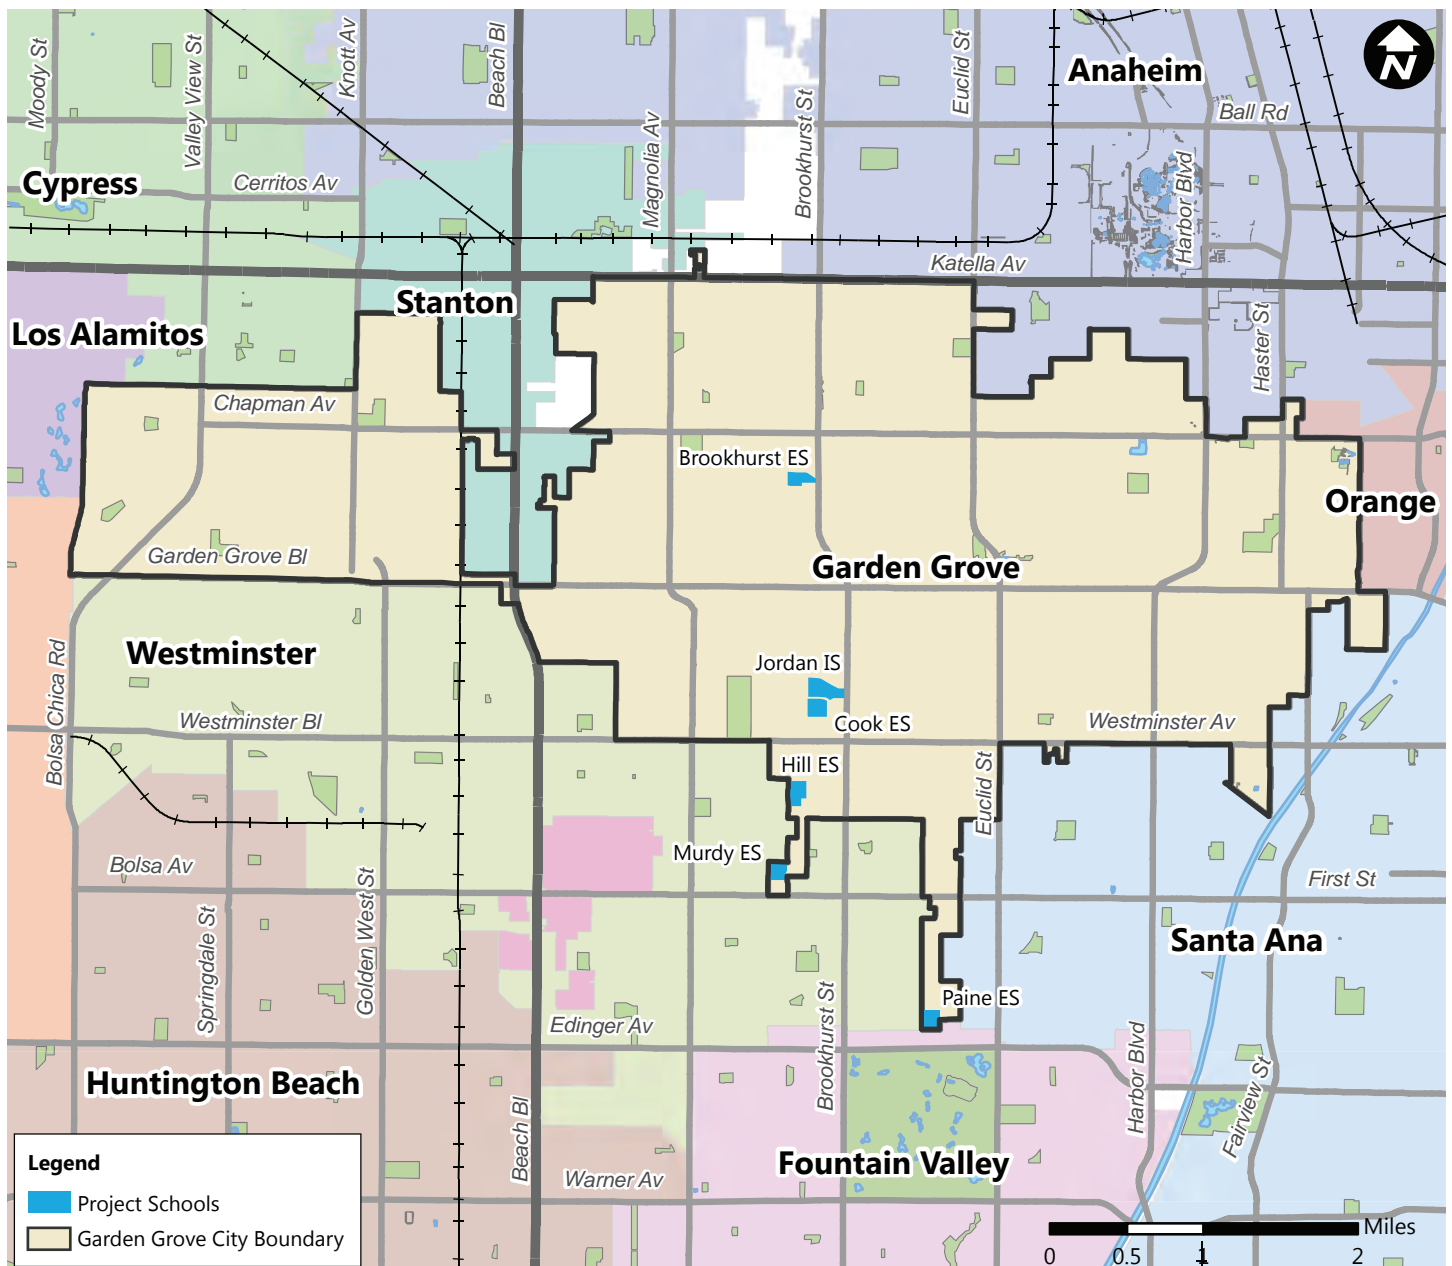 Moody St
Valley View St
Knott Av
Beach Bl
Magnolia Av
Brookhurst St
Euclid St
Anaheim
N
Ball Rd
Harbor Blvd
Cypress
Cerritos Av
Katella Av
Stanton
Los Alamitos
Haster St
Chapman Av
Brookhurst ES
Orange
Garden Grove Bl
Garden Grove
Westminster
Jordan IS
Bolsa Chica Rd
Westminster Bl
Cook ES
Westminster Av
Hill ES
Euclid St
Murdy ES
Bolsa Av
First St
Springdale St
Golden West St
Santa Ana
Paine ES
Edinger Av
Brookhurst St
Harbor Blvd
Fairview St
Huntington Beach
Beach Bl
Fountain Valley
Warner Av
Legend
Project Schools
Garden Grove City Boundary
Miles
0 0.5 1 2